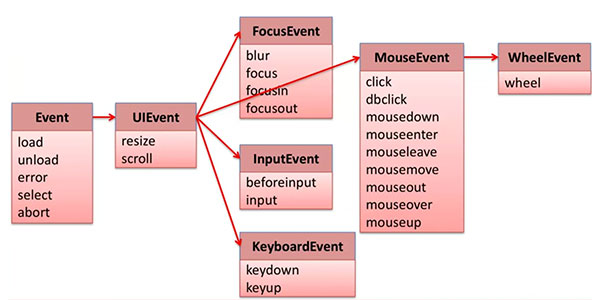 Event
load
unload
error
select
abort
UIEvent
resize
scroll
FocusEvent
blur
focus
focusin
focusout
InputEvent
beforeinput
input
KeyboardEvent
keydown
keyup
MouseEvent
click
dbclick
mousedown
mouseenter
mouseleave
mousemove
mouseout
mouseover
mouseup
WheelEvent
wheel